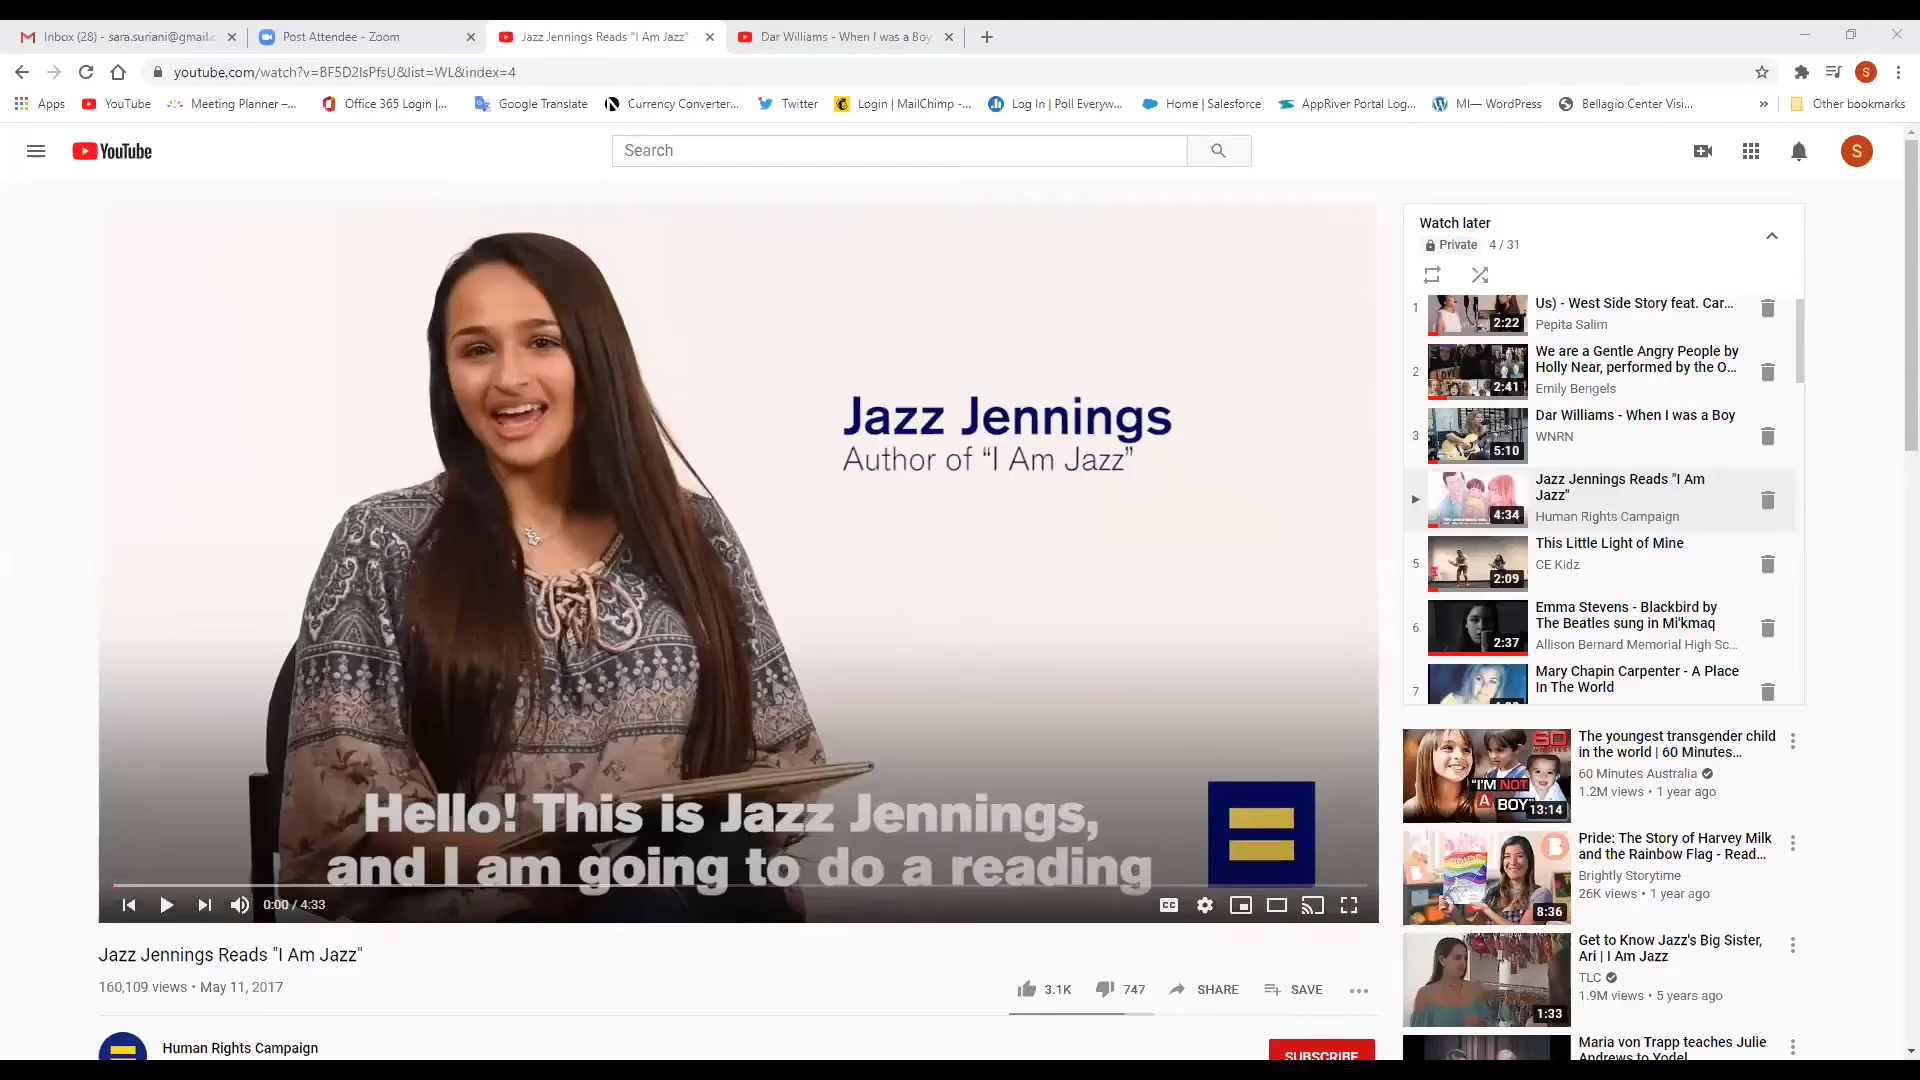 Inbox (28) - sara.suriani@gmail.c
Post Attendee - Zoom
Jazz Jennings Reads "I Am Jazz" -
Dar Williams - When I was a Boy
youtube.com/watch?v=BF5D2IsPfsU&list=WL&index=4
Apps
YouTube
Meeting Planner –...
Office 365 Login |...
Google Translate
Currency Converter...
Twitter
Login | MailChimp -...
Log In | Poll Everyw...
Home | Salesforce
AppRiver Portal Log...
MI— WordPress
Bellagio Center Visi...
»
Other bookmarks
YouTube
Search
S
Jazz Jennings
Author of “I Am Jazz”
Hello! This is Jazz Jennings,
and I am going to do a reading
0:00 / 4:33
CC
Jazz Jennings Reads "I Am Jazz"
160,109 views • May 11, 2017
3.1K
747
SHARE
SAVE
Human Rights Campaign
SUBSCRIBE
Watch later
Private 4 / 31
1
2:22
Us) - West Side Story feat. Car...
Pepita Salim
2
2:41
We are a Gentle Angry People by
Holly Near, performed by the O...
Emily Bengels
3
5:10
Dar Williams - When I was a Boy
WNRN
4:34
Jazz Jennings Reads "I Am
Jazz"
Human Rights Campaign
5
2:09
This Little Light of Mine
CE Kidz
6
2:37
Emma Stevens - Blackbird by
The Beatles sung in Mi'kmaq
Allison Bernard Memorial High Sc...
7
Mary Chapin Carpenter - A Place
In The World
60
"I'M NOT
A BOY"
13:14
The youngest transgender child
in the world | 60 Minutes...
60 Minutes Australia
1.2M views • 1 year ago
PRIDE
B
8:36
Pride: The Story of Harvey Milk
and the Rainbow Flag - Read...
Brightly Storytime
26K views • 1 year ago
1:33
Get to Know Jazz's Big Sister,
Ari | I Am Jazz
TLC
1.9M views • 5 years ago
Maria von Trapp teaches Julie
Andrews to Yodel